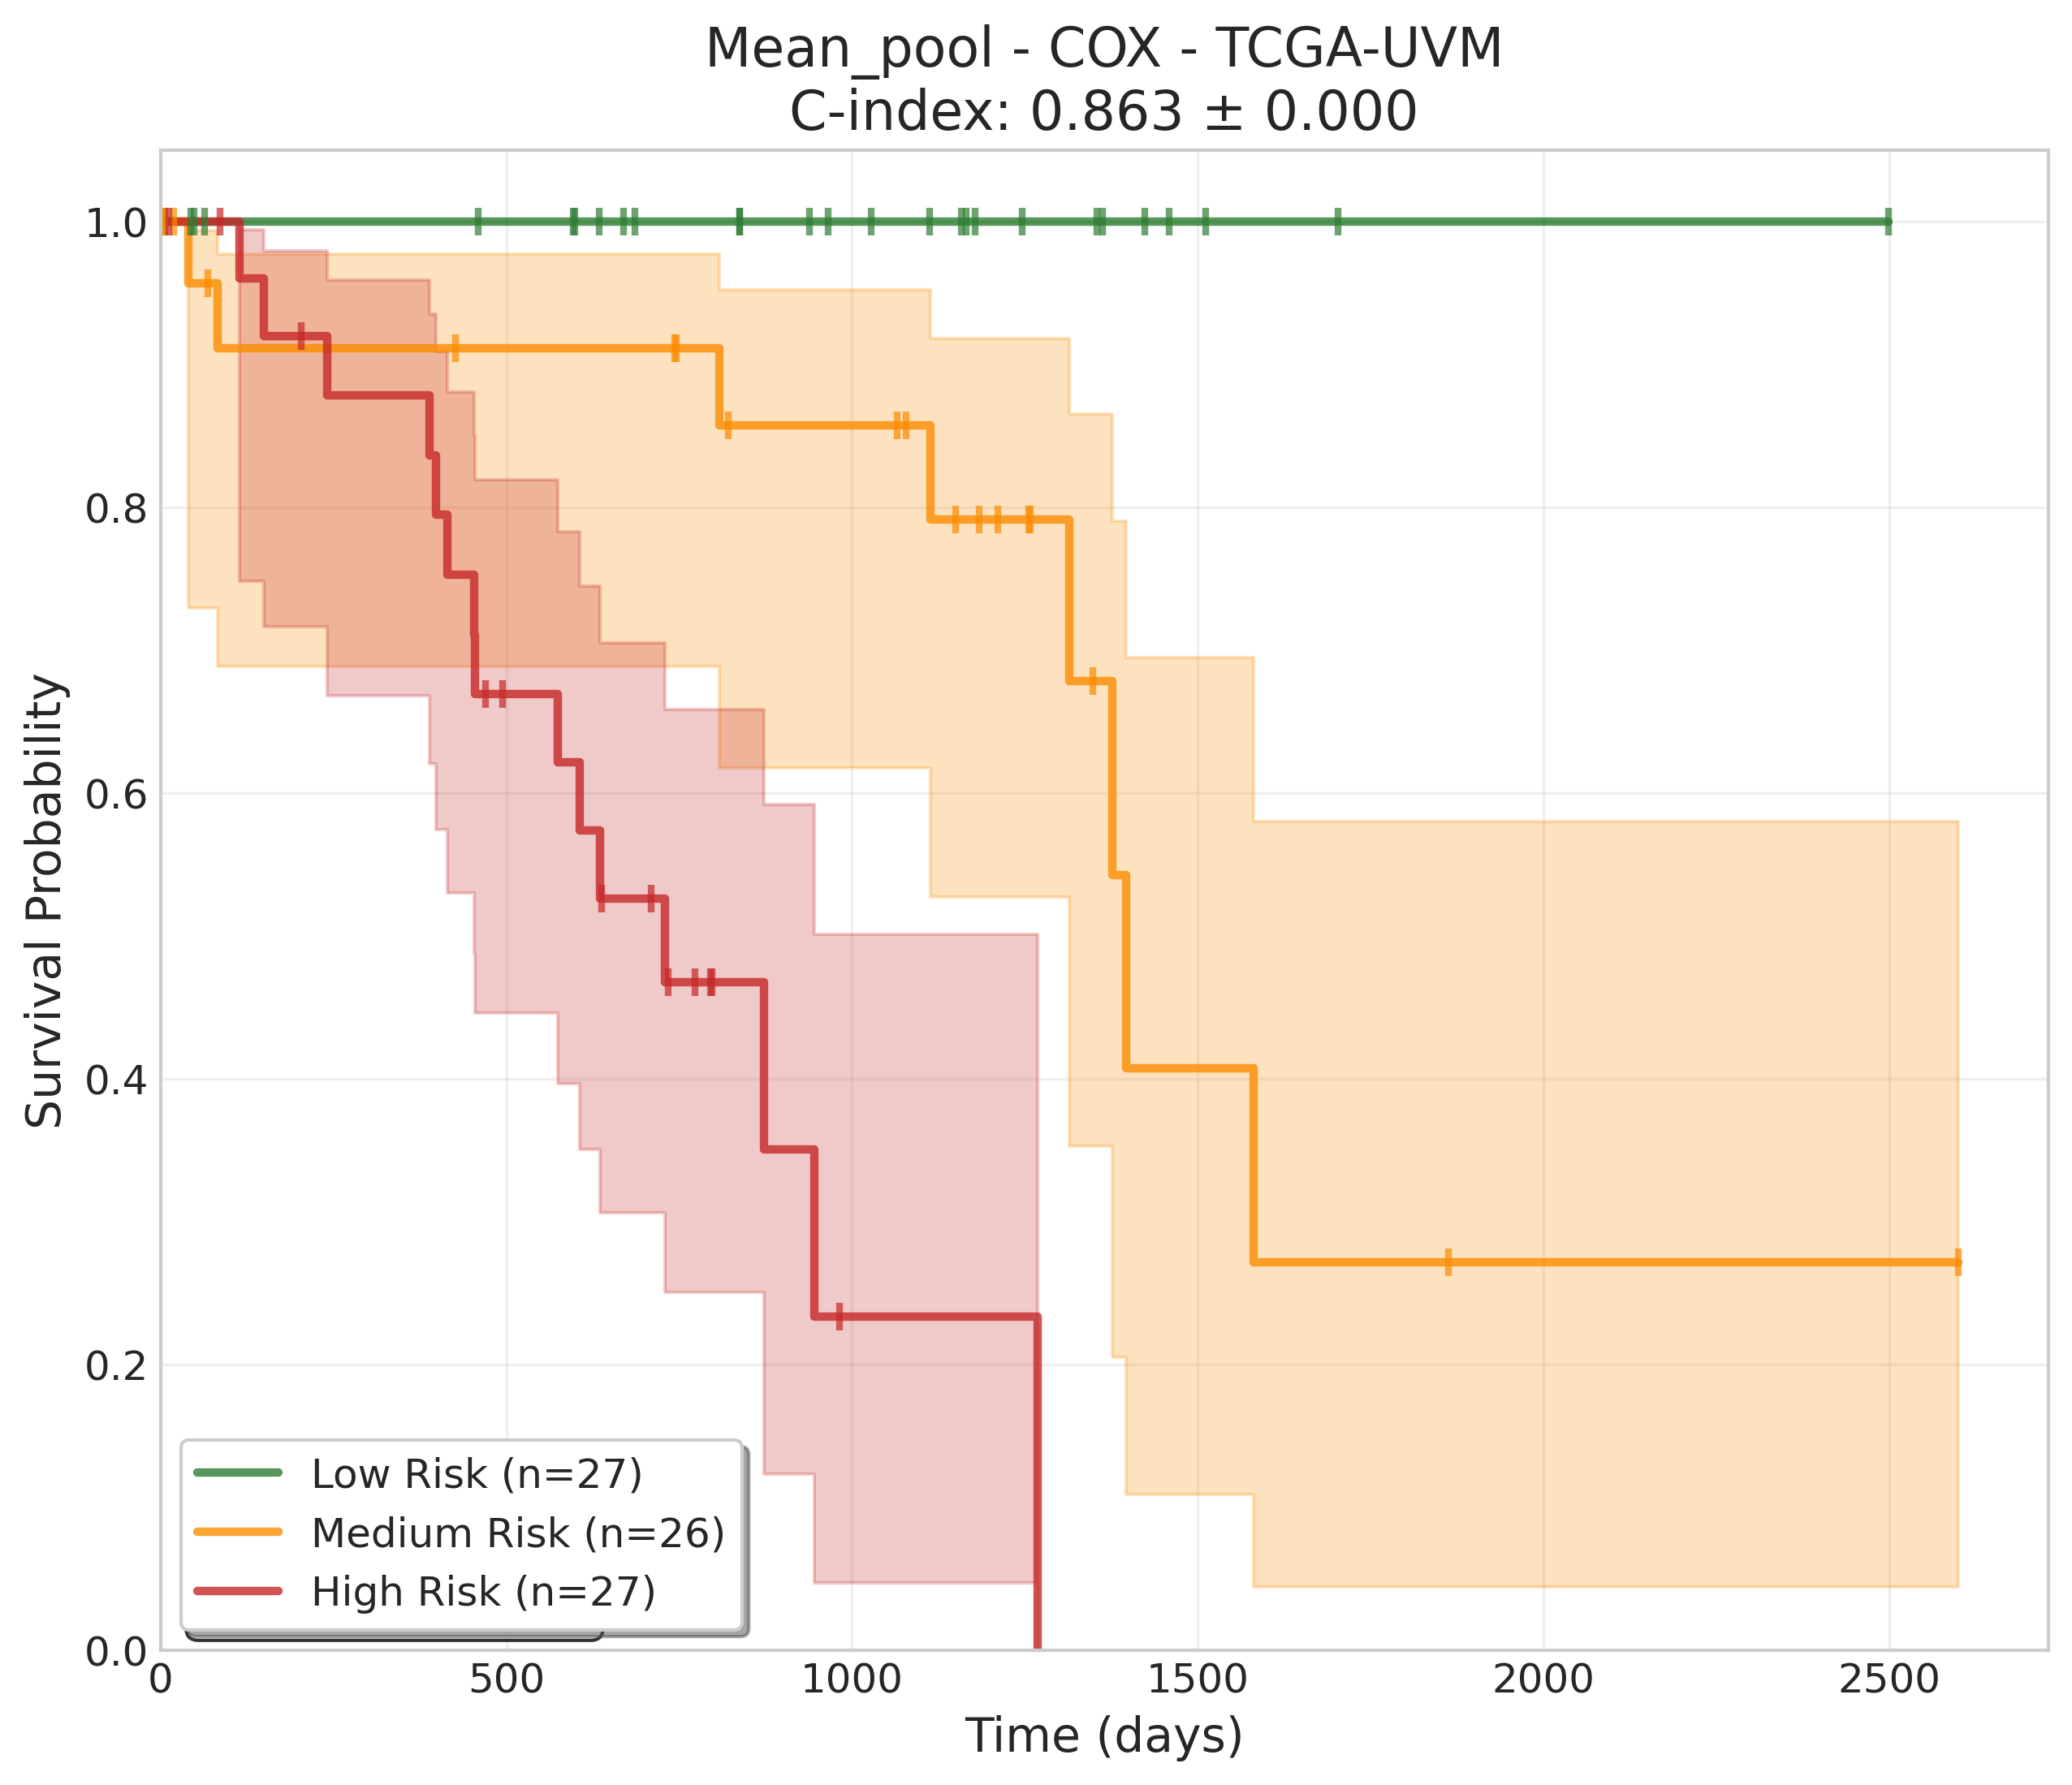 Mean_pool - COX - TCGA-UVM
C-index: 0.863 ± 0.000
Survival Probability
1.0
0.8
0.6
0.4
0.2
0.0
Low Risk (n=27)
Medium Risk (n=26)
High Risk (n=27)
0 500 1000 1500 2000 2500
Time (days)